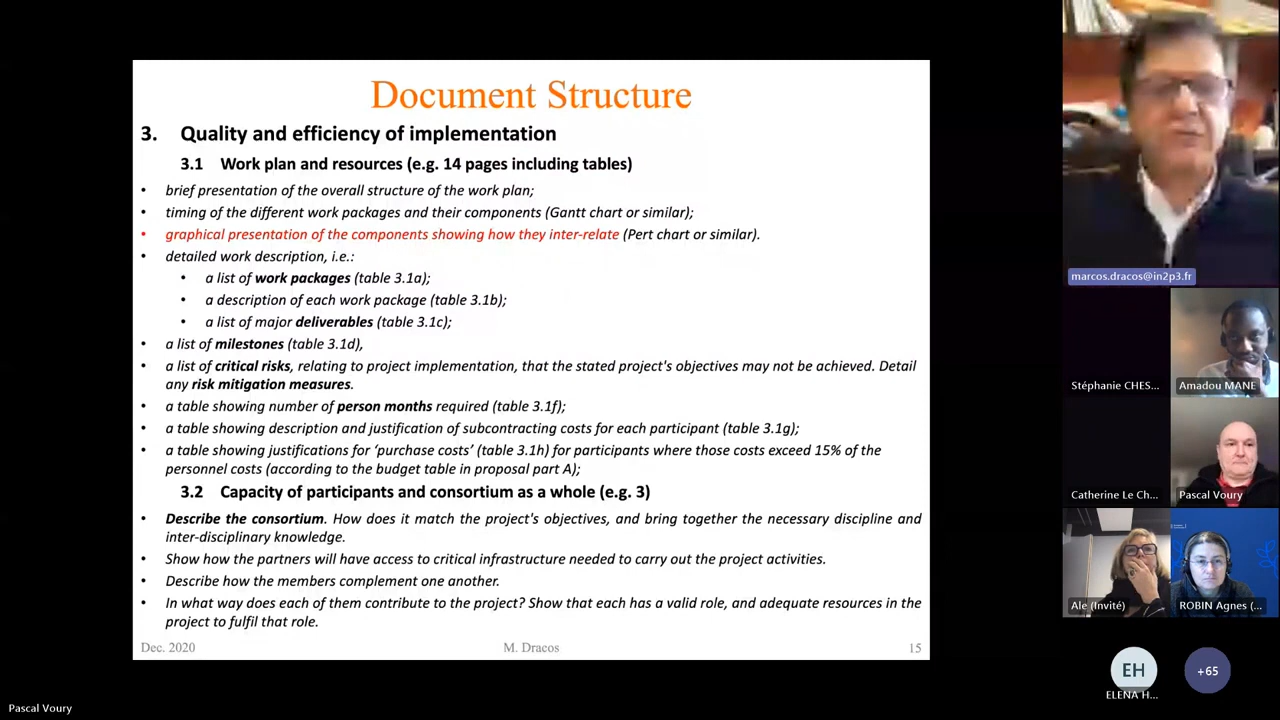 Document Structure
3. Quality and efficiency of implementation
3.1 Work plan and resources (e.g. 14 pages including tables)
• brief presentation of the overall structure of the work plan;
• timing of the different work packages and their components (Gantt chart or similar);
• graphical presentation of the components showing how they inter-relate (Pert chart or similar).
• detailed work description, i.e.:
• a list of work packages (table 3.1a);
• a description of each work package (table 3.1b);
• a list of major deliverables (table 3.1c);
• a list of milestones (table 3.1d),
• a list of critical risks, relating to project implementation, that the stated project's objectives may not be achieved. Detail
any risk mitigation measures.
• a table showing number of person months required (table 3.1f);
• a table showing description and justification of subcontracting costs for each participant (table 3.1g);
• a table showing justifications for ‘purchase costs’ (table 3.1h) for participants where those costs exceed 15% of the
personnel costs (according to the budget table in proposal part A);
3.2 Capacity of participants and consortium as a whole (e.g. 3)
• Describe the consortium. How does it match the project's objectives, and bring together the necessary discipline and
inter-disciplinary knowledge.
• Show how the partners will have access to critical infrastructure needed to carry out the project activities.
• Describe how the members complement one another.
• In what way does each of them contribute to the project? Show that each has a valid role, and adequate resources in the
project to fulfil that role.
Dec. 2020 M. Dracos 15
marcos.dracos@in2p3.fr
Stéphanie CHES... Amadou MANE
Catherine Le Ch... Pascal Voury
Ale (Invité) ROBIN Agnes (...
EH +65
ELENA H...
Pascal Voury